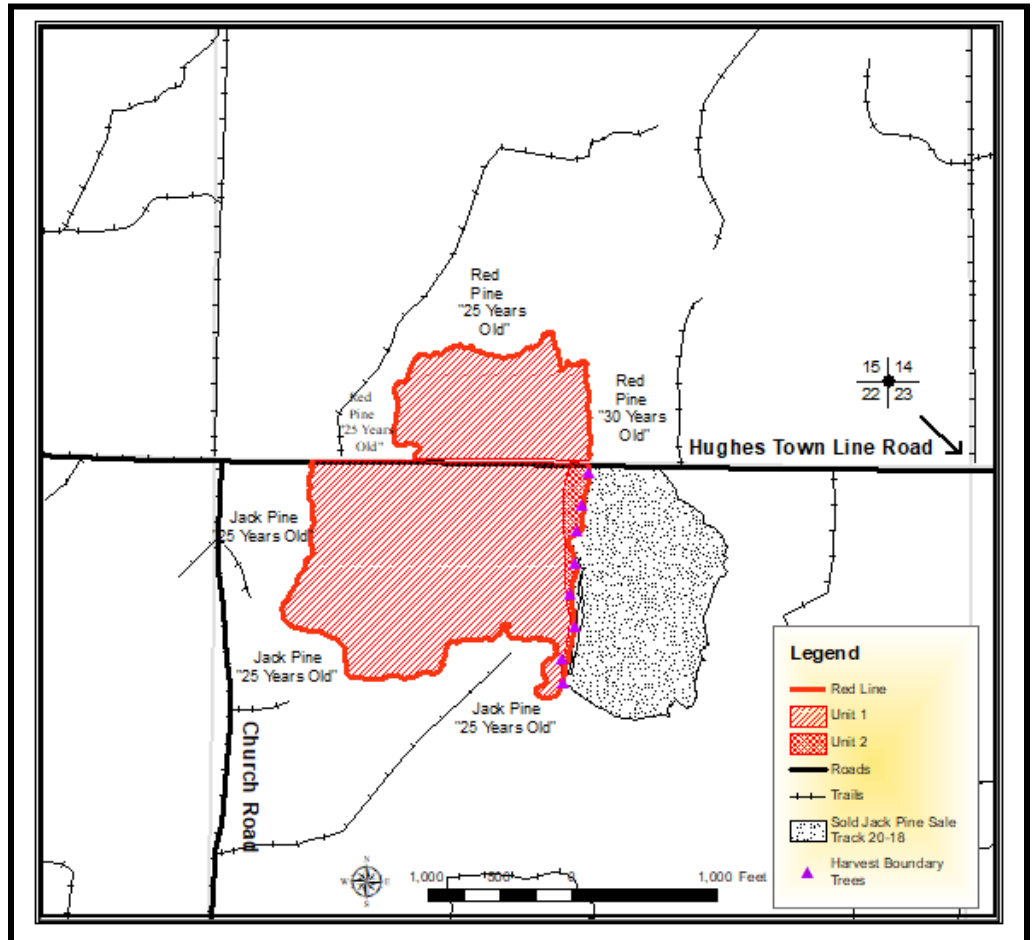 Red
Pine
"25 Years
Old"
Red
Pine
"25 Years
Old"
Red
Pine
"30 Years
Old"
15 14
22 23
Hughes Town Line Road
Jack Pine
"25 Years Old"
Jack Pine
"25 Years Old"
Jack Pine
"25 Years Old"
Church Road
Legend
Red Line
Unit 1
Unit 2
Roads
Trails
Sold Jack Pine Sale
Track 20-18
Harvest Boundary
Trees
N
W E
S
1,000 500 0 1,000 Feet